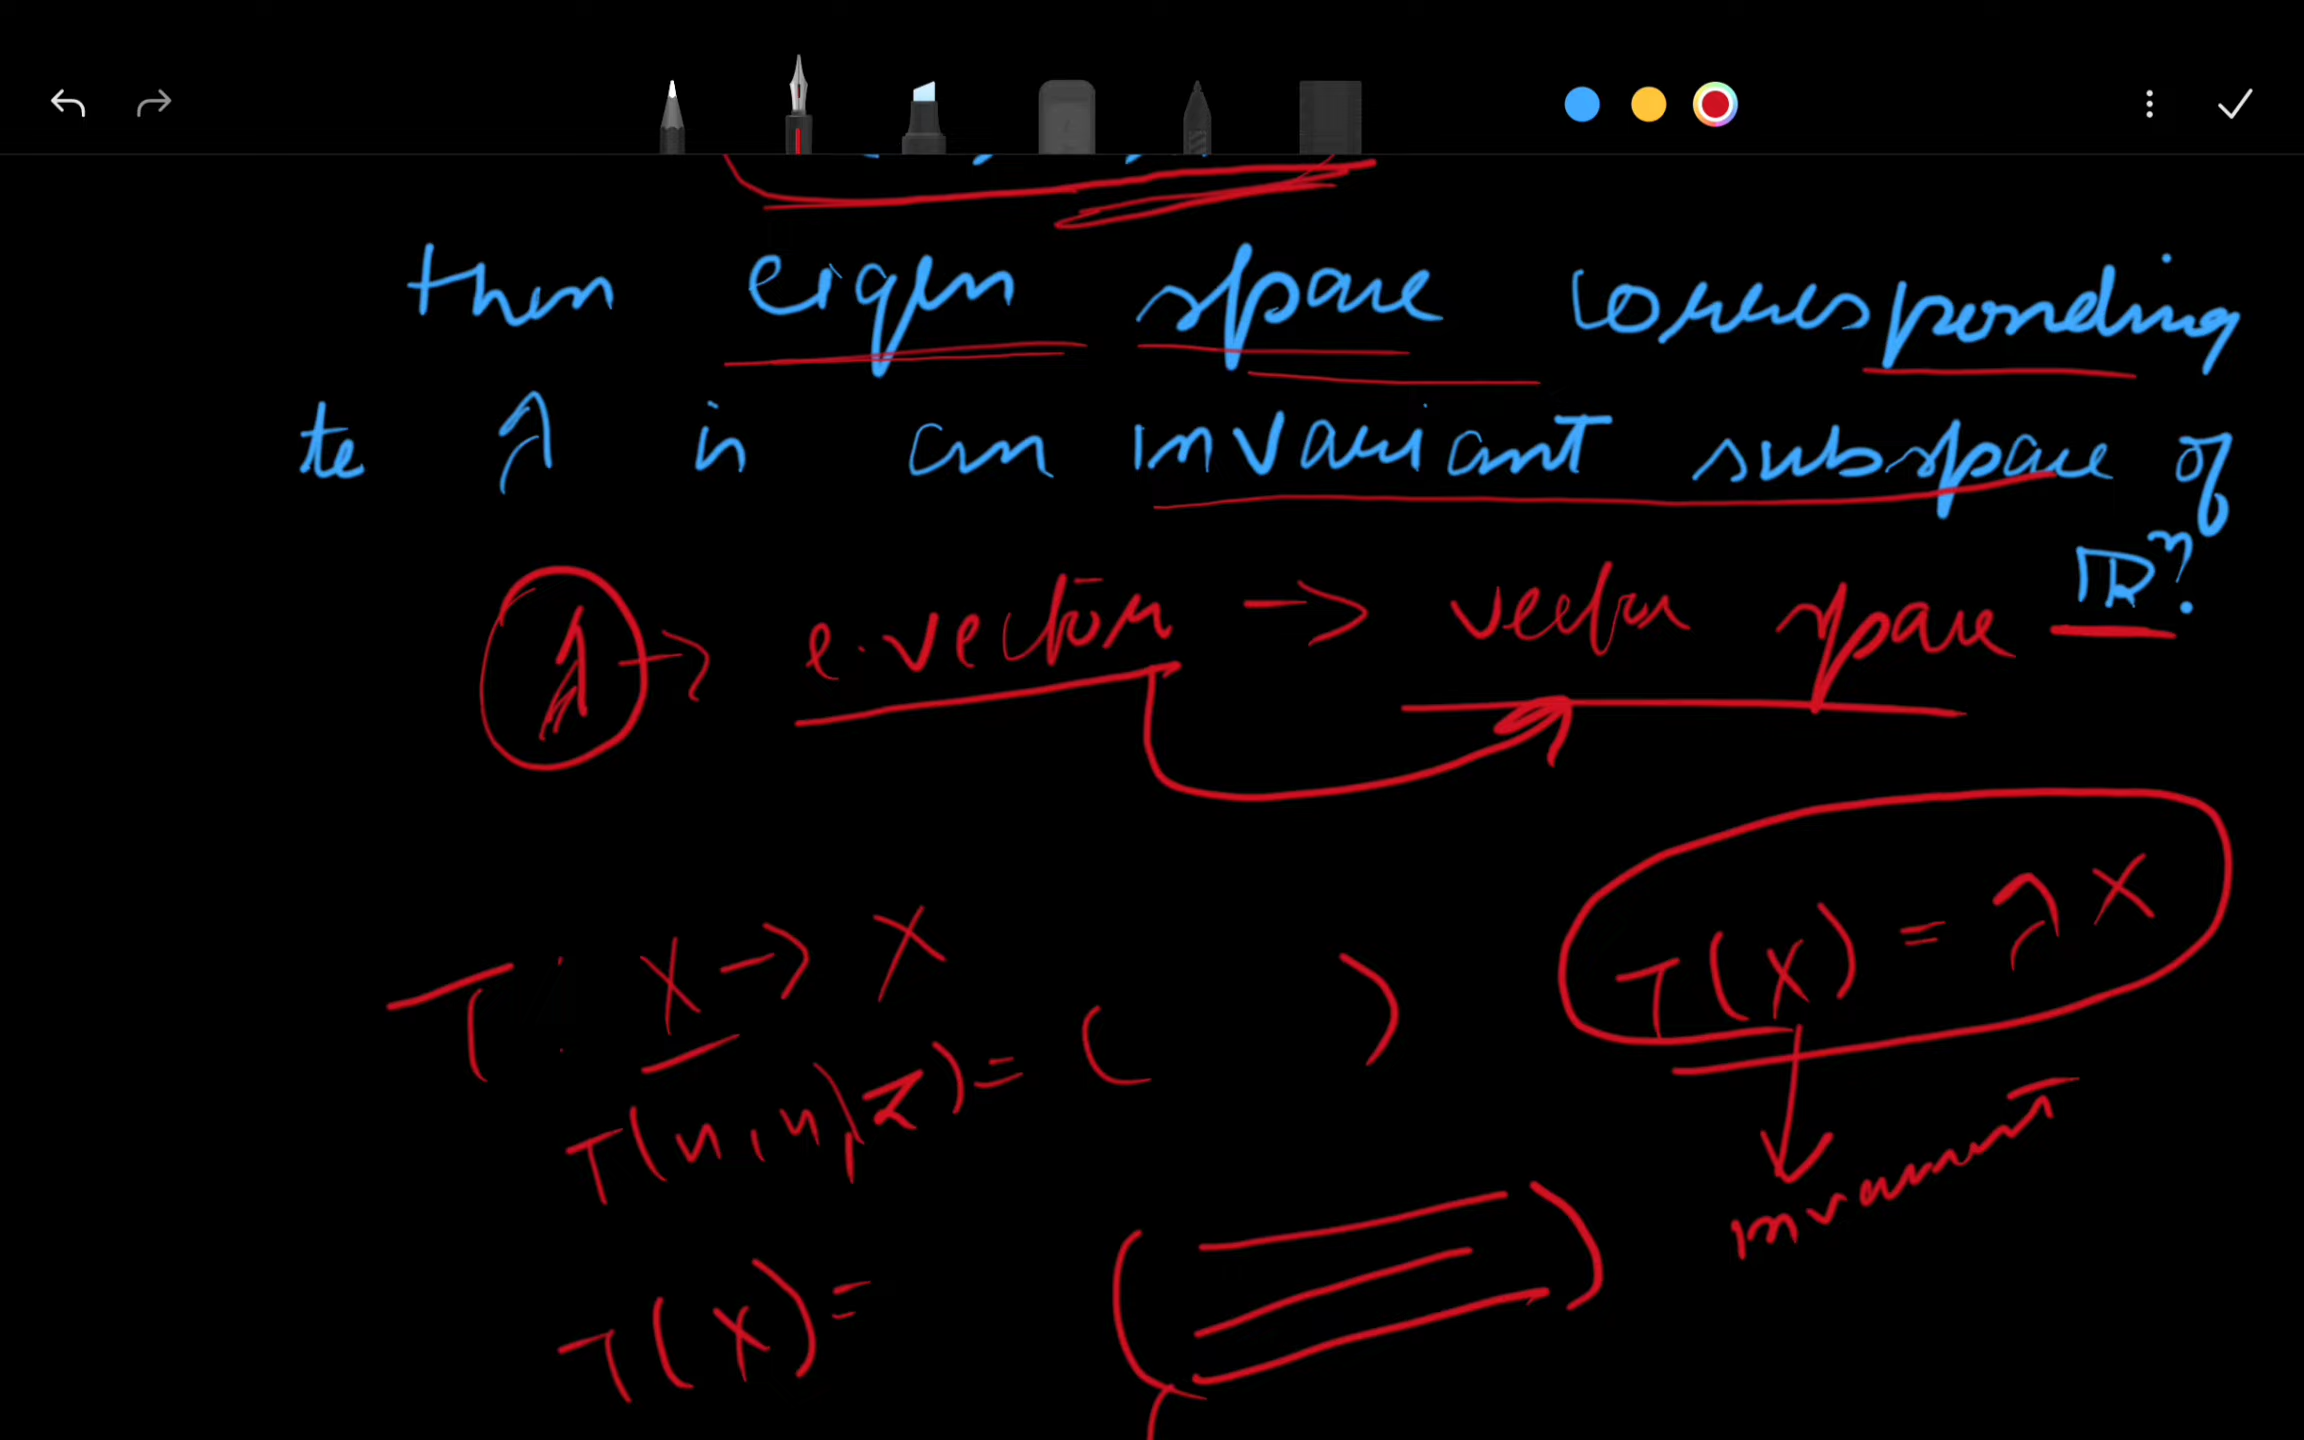 then eigen space corresponding
to λ is an invariant subspace of
ℝⁿ.
λ → e.vector → vector space
T : X → X
T(X) = λX
T(x, y, z) = ( )
invariant
T(X) = ( )